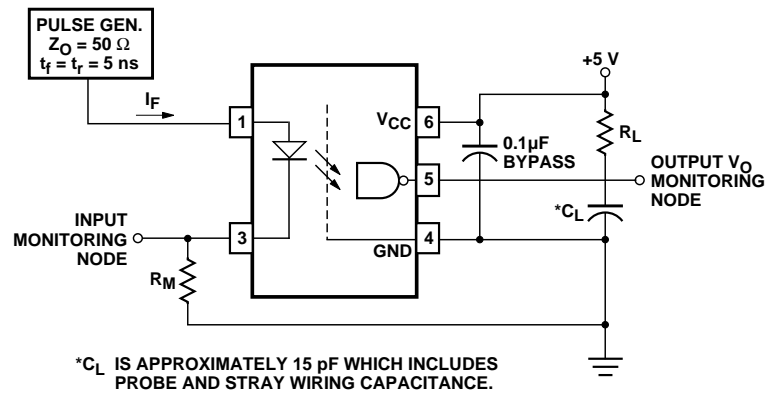 PULSE GEN.
Z_O = 50 Ω
t_f = t_r = 5 ns
I_F
+5 V
1
V_CC
6
0.1µF
BYPASS
R_L
5
OUTPUT V_O
MONITORING
NODE
*C_L
INPUT
MONITORING
NODE
3
GND
4
R_M
*C_L IS APPROXIMATELY 15 pF WHICH INCLUDES
PROBE AND STRAY WIRING CAPACITANCE.